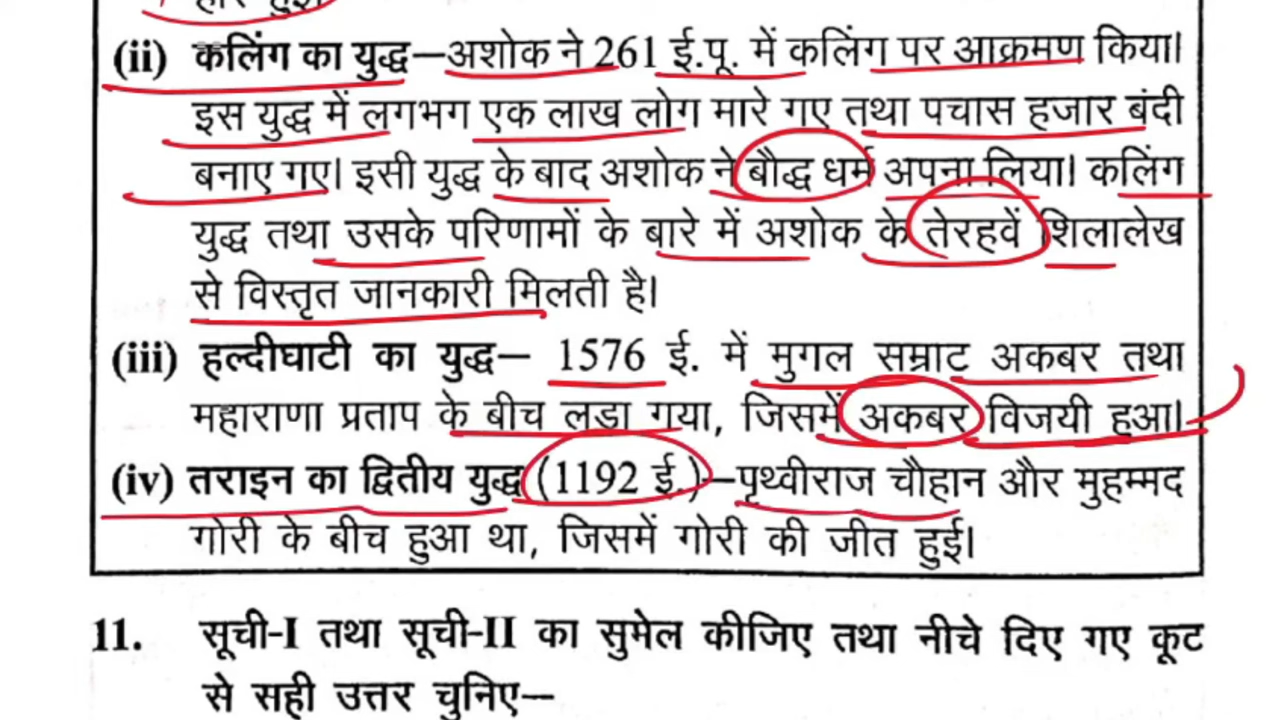 हार हुई।
(ii) कलिंग का युद्ध—अशोक ने 261 ई.पू. में कलिंग पर आक्रमण किया।
इस युद्ध में लगभग एक लाख लोग मारे गए तथा पचास हजार बंदी
बनाए गए। इसी युद्ध के बाद अशोक ने बौद्ध धर्म अपना लिया। कलिंग
युद्ध तथा उसके परिणामों के बारे में अशोक के तेरहवें शिलालेख
से विस्तृत जानकारी मिलती है।
(iii) हल्दीघाटी का युद्ध— 1576 ई. में मुगल सम्राट अकबर तथा
महाराणा प्रताप के बीच लड़ा गया, जिसमें अकबर विजयी हुआ।
(iv) तराइन का द्वितीय युद्ध (1192 ई.)—पृथ्वीराज चौहान और मुहम्मद
गोरी के बीच हुआ था, जिसमें गोरी की जीत हुई।
11. सूची-I तथा सूची-II का सुमेल कीजिए तथा नीचे दिए गए कूट
से सही उत्तर चुनिए—